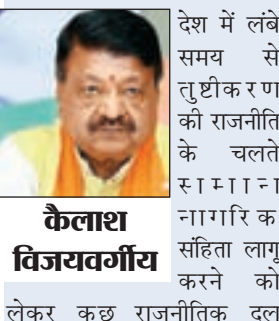 देश में लंबे
समय से
तुष्टीकरण
की राजनीति
के चलते
सामान
नागरिक
संहिता लागू
करने को
लेकर कुछ राजनीतिक दल
कैलाश
विजयवर्गीय